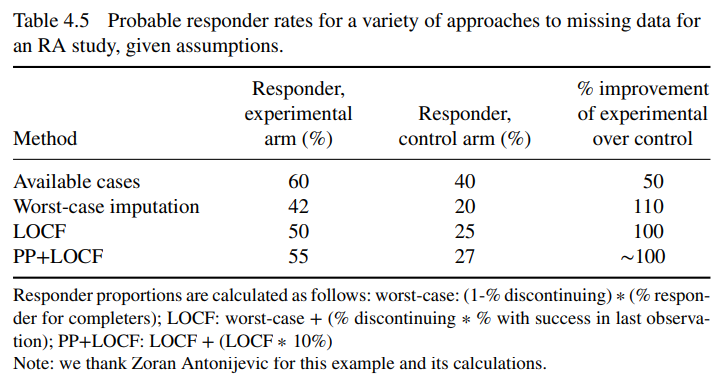 Table 4.5 Probable responder rates for a variety of approaches to missing data for
an RA study, given assumptions.
Method Responder, experimental arm (%) Responder, control arm (%) % improvement of experimental over control
Available cases 60 40 50
Worst-case imputation 42 20 110
LOCF 50 25 100
PP+LOCF 55 27 ~100
Responder proportions are calculated as follows: worst-case: (1-% discontinuing) ∗ (% respon-
der for completers); LOCF: worst-case + (% discontinuing ∗ % with success in last observa-
tion); PP+LOCF: LOCF + (LOCF ∗ 10%)
Note: we thank Zoran Antonijevic for this example and its calculations.